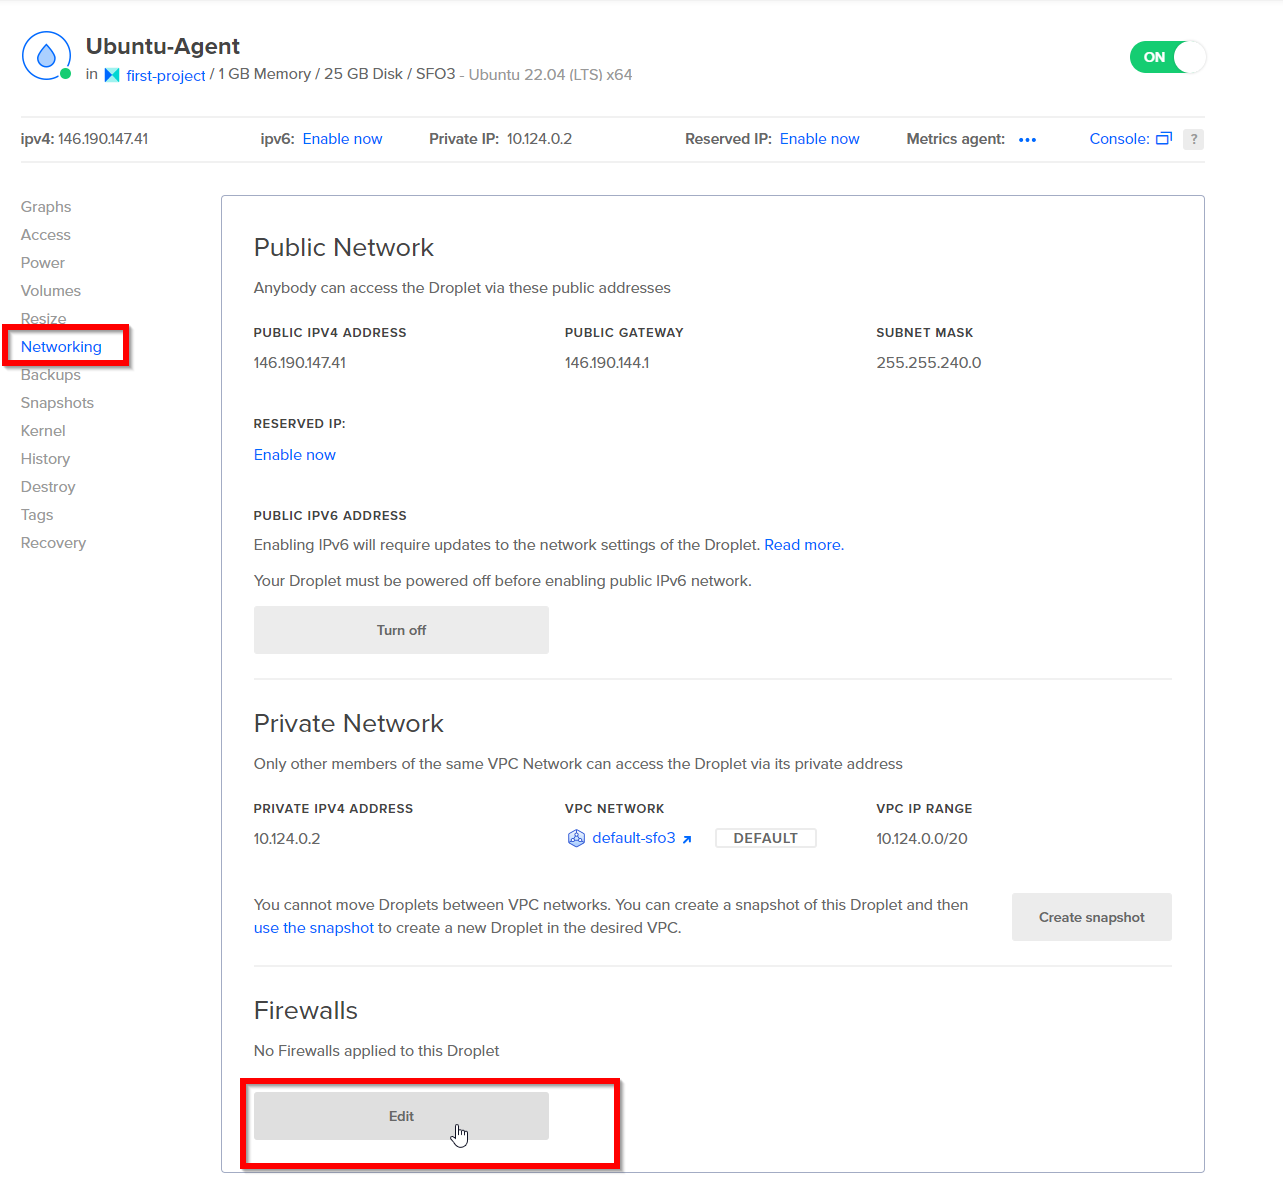 Ubuntu-Agent
in first-project / 1 GB Memory / 25 GB Disk / SFO3 - Ubuntu 22.04 (LTS) x64
ON
ipv4: 146.190.147.41 ipv6: Enable now Private IP: 10.124.0.2 Reserved IP: Enable now Metrics agent: ••• Console: ?
Graphs
Access
Power
Volumes
Resize
Networking
Backups
Snapshots
Kernel
History
Destroy
Tags
Recovery
Public Network
Anybody can access the Droplet via these public addresses
PUBLIC IPV4 ADDRESS PUBLIC GATEWAY SUBNET MASK
146.190.147.41 146.190.144.1 255.255.240.0
RESERVED IP:
Enable now
PUBLIC IPV6 ADDRESS
Enabling IPv6 will require updates to the network settings of the Droplet. Read more.
Your Droplet must be powered off before enabling public IPv6 network.
Turn off
Private Network
Only other members of the same VPC Network can access the Droplet via its private address
PRIVATE IPV4 ADDRESS VPC NETWORK VPC IP RANGE
10.124.0.2 default-sfo3 DEFAULT 10.124.0.0/20
You cannot move Droplets between VPC networks. You can create a snapshot of this Droplet and then
use the snapshot to create a new Droplet in the desired VPC.
Create snapshot
Firewalls
No Firewalls applied to this Droplet
Edit